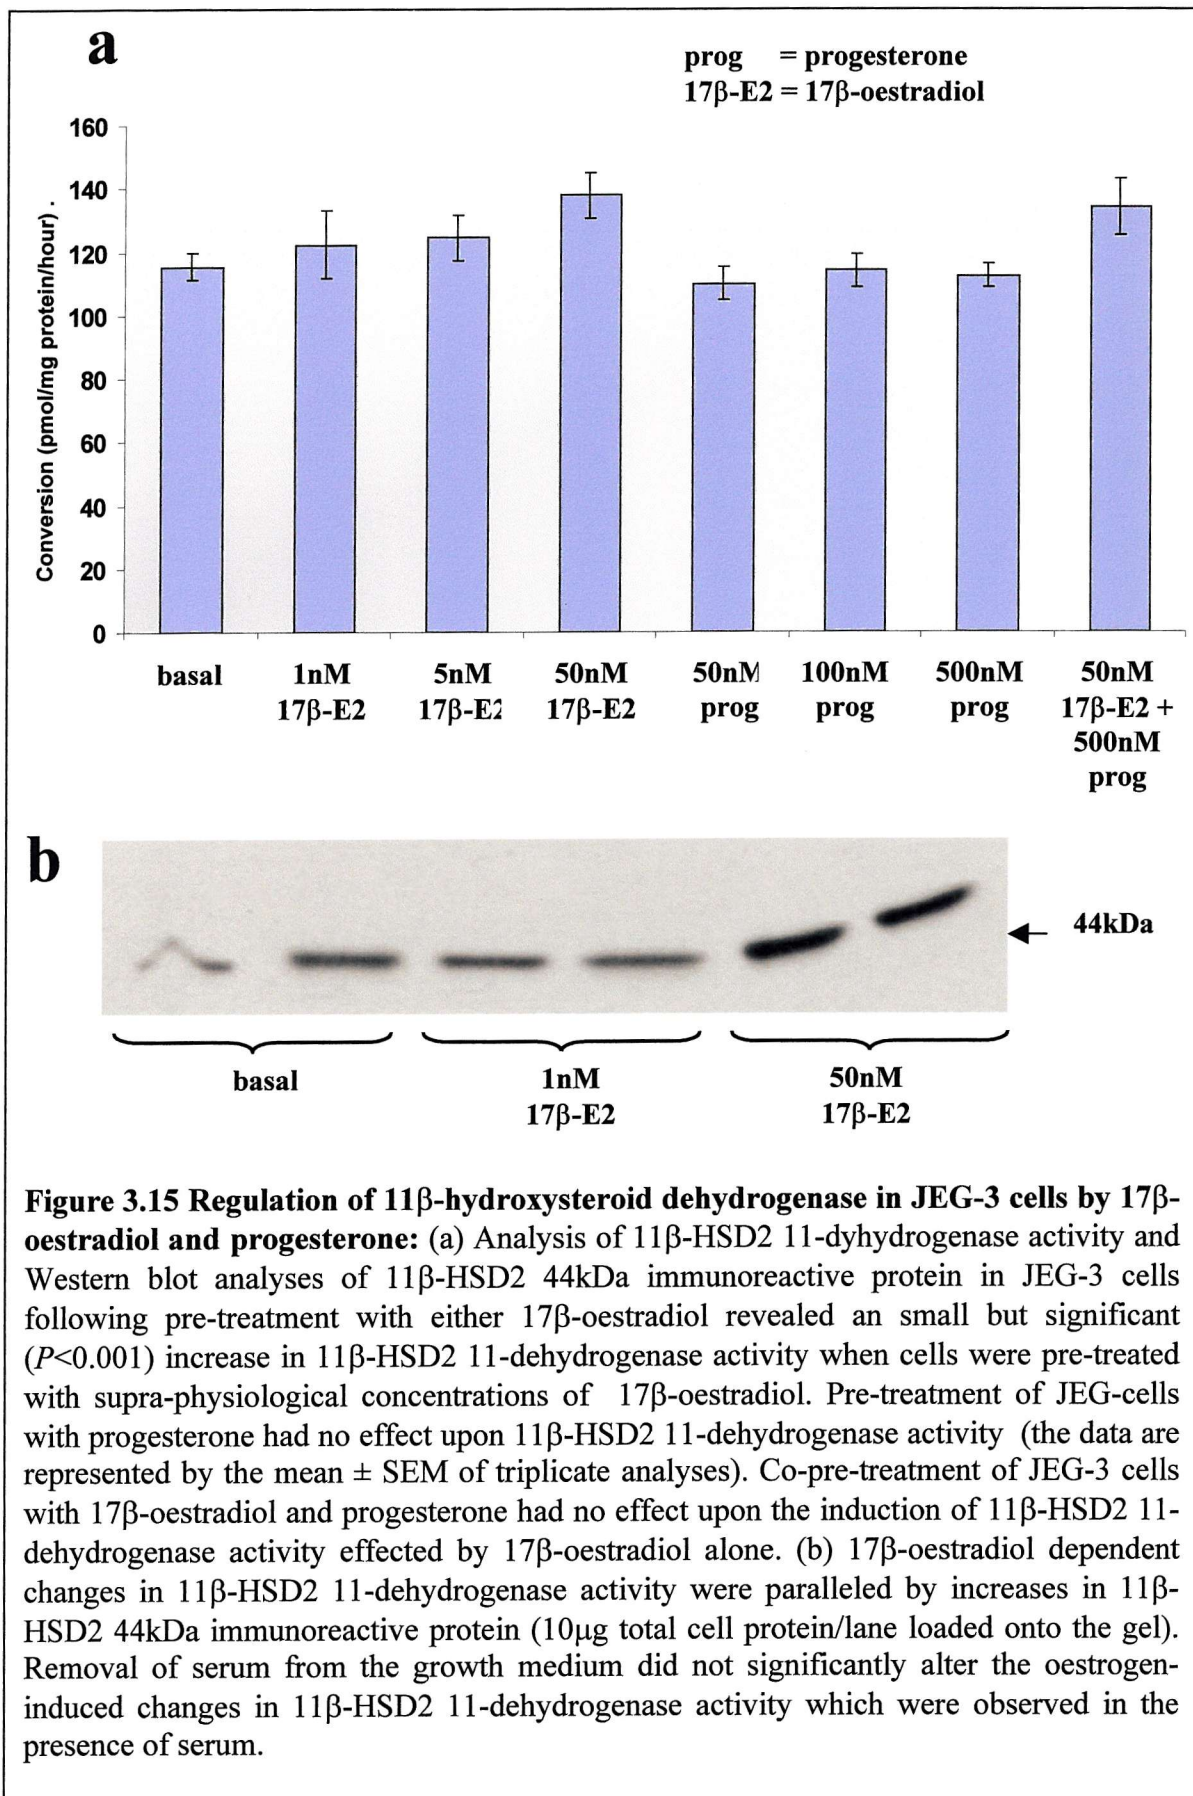 a
prog = progesterone
17β-E2 = 17β-oestradiol
Conversion (pmol/mg protein/hour) .
160
140
120
100
80
60
40
20
0
basal
1nM
17β-E2
5nM
17β-E2
50nM
17β-E2
50nM
prog
100nM
prog
500nM
prog
50nM
17β-E2 +
500nM
prog
b
44kDa
basal
1nM
17β-E2
50nM
17β-E2
Figure 3.15 Regulation of 11β-hydroxysteroid dehydrogenase in JEG-3 cells by 17β-
oestradiol and progesterone: (a) Analysis of 11β-HSD2 11-dyhydrogenase activity and
Western blot analyses of 11β-HSD2 44kDa immunoreactive protein in JEG-3 cells
following pre-treatment with either 17β-oestradiol revealed an small but significant
(P<0.001) increase in 11β-HSD2 11-dehydrogenase activity when cells were pre-treated
with supra-physiological concentrations of 17β-oestradiol. Pre-treatment of JEG-cells
with progesterone had no effect upon 11β-HSD2 11-dehydrogenase activity (the data are
represented by the mean ± SEM of triplicate analyses). Co-pre-treatment of JEG-3 cells
with 17β-oestradiol and progesterone had no effect upon the induction of 11β-HSD2 11-
dehydrogenase activity effected by 17β-oestradiol alone. (b) 17β-oestradiol dependent
changes in 11β-HSD2 11-dehydrogenase activity were paralleled by increases in 11β-
HSD2 44kDa immunoreactive protein (10μg total cell protein/lane loaded onto the gel).
Removal of serum from the growth medium did not significantly alter the oestrogen-
induced changes in 11β-HSD2 11-dehydrogenase activity which were observed in the
presence of serum.